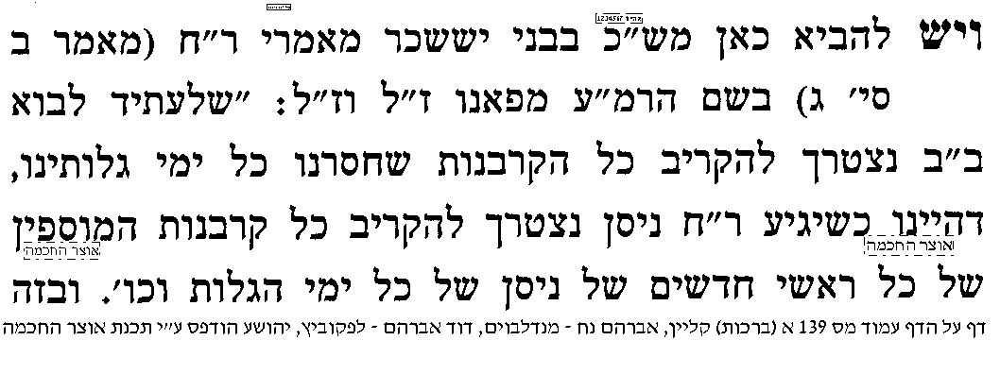 ויש להביא כאן מש״כ בבני יששכר מאמרי ר״ח (מאמר ב
סי׳ ג) בשם הרמ״ע מפאנו ז״ל וז״ל: ״שלעתיד לבוא
ב״ב נצטרך להקריב כל הקרבנות שחסרנו כל ימי גלותינו,
דהיינו כשיגיע ר״ח ניסן נצטרך להקריב כל קרבנות המוספין
אוצר החכמה
אוצר החכמה
של כל ראשי חדשים של ניסן של כל ימי הגלות וכו׳. ובזה
דף על הדף עמוד מס 139 א (ברכות) קליין, אברהם נח - מנדלבוים, דוד אברהם - לפקוביץ, יהושע הודפס ע״י תכנת אוצר החכמה